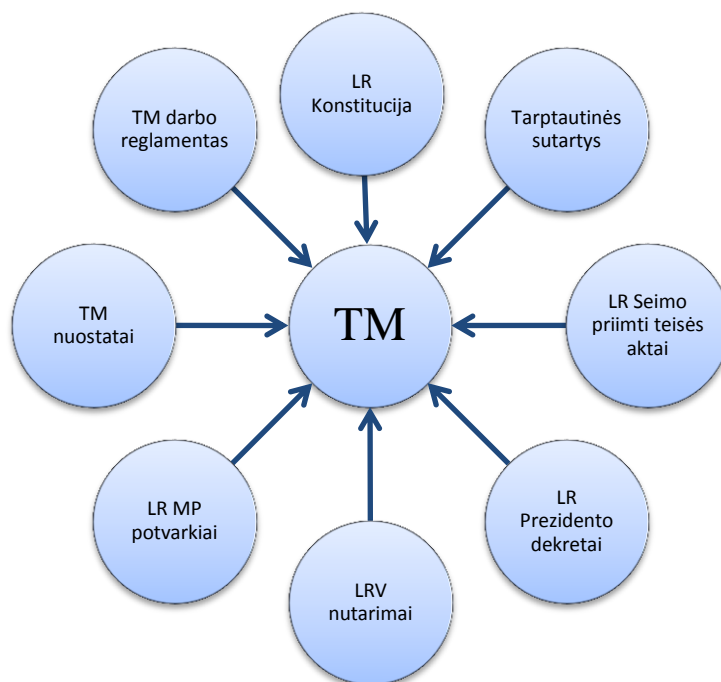 LR
Konstitucija
TM darbo
reglamentas
Tarptautinės
sutartys
TM
nuostatai
TM
LR Seimo
priimti teisės
aktai
LR MP
potvarkiai
LR
Prezidento
dekretai
LRV
nutarimai